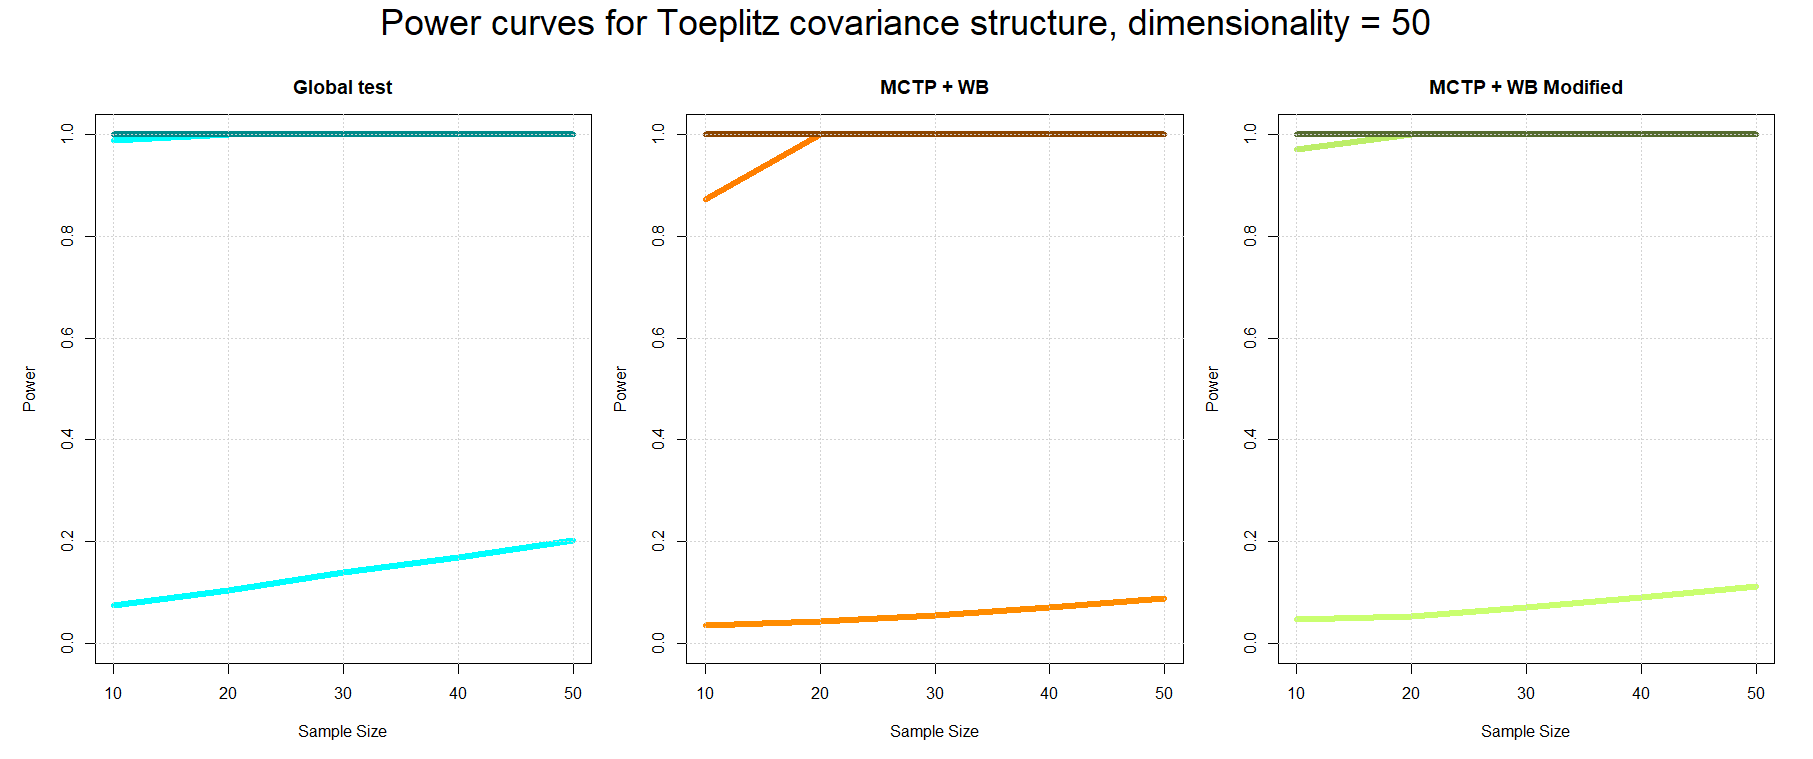 Power curves for Toeplitz covariance structure, dimensionality = 50
Global test
Power
0.0 0.2 0.4 0.6 0.8 1.0
10 20 30 40 50
Sample Size
MCTP + WB
Power
0.0 0.2 0.4 0.6 0.8 1.0
10 20 30 40 50
Sample Size
MCTP + WB Modified
Power
0.0 0.2 0.4 0.6 0.8 1.0
10 20 30 40 50
Sample Size